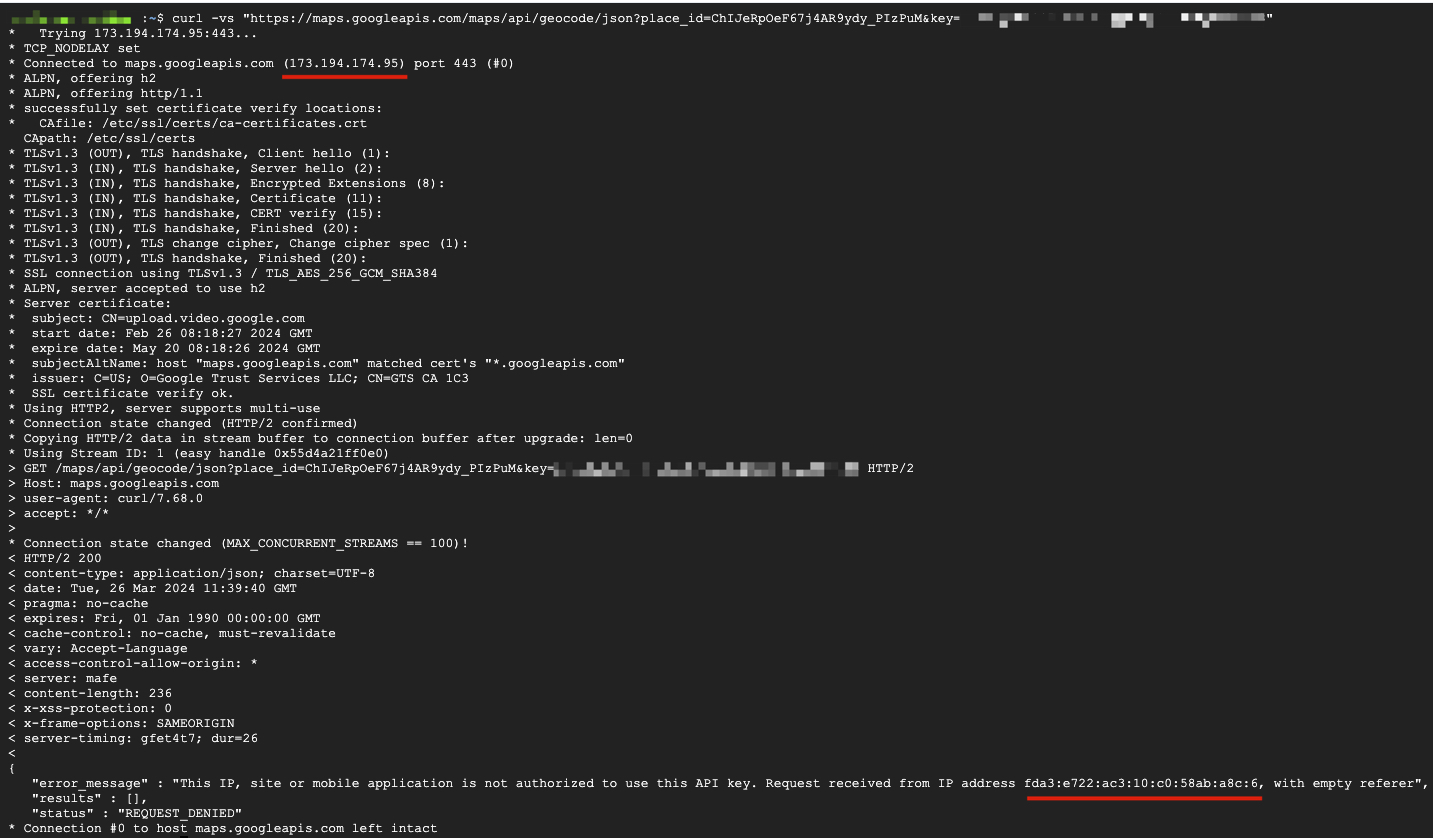 :~$ curl -vs "https://maps.googleapis.com/maps/api/geocode/json?place_id=ChIJeRpOeF67j4AR9ydy_PIzPuM&key= "
*   Trying 173.194.174.95:443...
* TCP_NODELAY set
* Connected to maps.googleapis.com (173.194.174.95) port 443 (#0)
* ALPN, offering h2
* ALPN, offering http/1.1
* successfully set certificate verify locations:
*   CAfile: /etc/ssl/certs/ca-certificates.crt
  CApath: /etc/ssl/certs
* TLSv1.3 (OUT), TLS handshake, Client hello (1):
* TLSv1.3 (IN), TLS handshake, Server hello (2):
* TLSv1.3 (IN), TLS handshake, Encrypted Extensions (8):
* TLSv1.3 (IN), TLS handshake, Certificate (11):
* TLSv1.3 (IN), TLS handshake, CERT verify (15):
* TLSv1.3 (IN), TLS handshake, Finished (20):
* TLSv1.3 (OUT), TLS change cipher, Change cipher spec (1):
* TLSv1.3 (OUT), TLS handshake, Finished (20):
* SSL connection using TLSv1.3 / TLS_AES_256_GCM_SHA384
* ALPN, server accepted to use h2
* Server certificate:
*  subject: CN=upload.video.google.com
*  start date: Feb 26 08:18:27 2024 GMT
*  expire date: May 20 08:18:26 2024 GMT
*  subjectAltName: host "maps.googleapis.com" matched cert's "*.googleapis.com"
*  issuer: C=US; O=Google Trust Services LLC; CN=GTS CA 1C3
*  SSL certificate verify ok.
* Using HTTP2, server supports multi-use
* Connection state changed (HTTP/2 confirmed)
* Copying HTTP/2 data in stream buffer to connection buffer after upgrade: len=0
* Using Stream ID: 1 (easy handle 0x55d4a21ff0e0)
> GET /maps/api/geocode/json?place_id=ChIJeRpOeF67j4AR9ydy_PIzPuM&key= HTTP/2
> Host: maps.googleapis.com
> user-agent: curl/7.68.0
> accept: */*
>
* Connection state changed (MAX_CONCURRENT_STREAMS == 100)!
< HTTP/2 200
< content-type: application/json; charset=UTF-8
< date: Tue, 26 Mar 2024 11:39:40 GMT
< pragma: no-cache
< expires: Fri, 01 Jan 1990 00:00:00 GMT
< cache-control: no-cache, must-revalidate
< vary: Accept-Language
< access-control-allow-origin: *
< server: mafe
< content-length: 236
< x-xss-protection: 0
< x-frame-options: SAMEORIGIN
< server-timing: gfet4t7; dur=26
<
{
   "error_message" : "This IP, site or mobile application is not authorized to use this API key. Request received from IP address fda3:e722:ac3:10:c0:58ab:a8c:6, with empty referer",
   "results" : [],
   "status" : "REQUEST_DENIED"
* Connection #0 to host maps.googleapis.com left intact